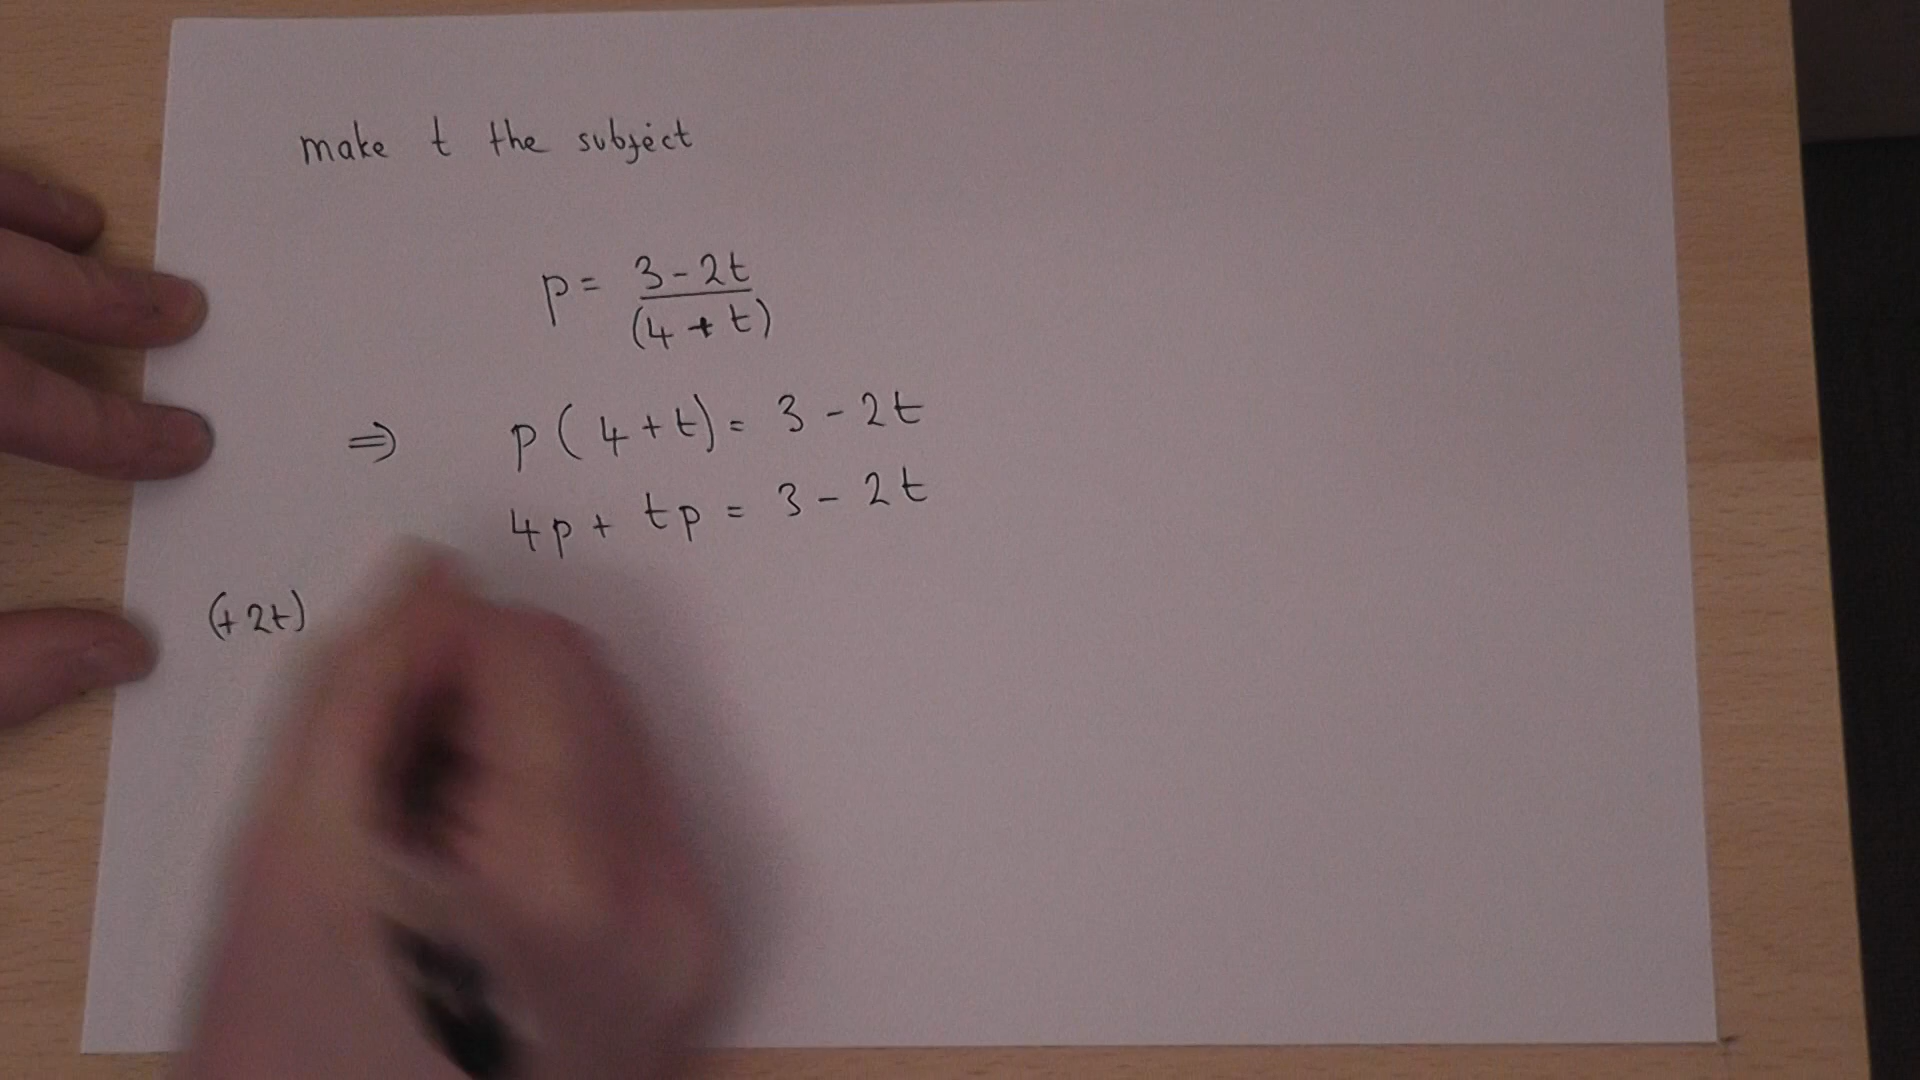 make t the subject
p = 3 - 2t
(4 + t)
⇒ p ( 4 + t) = 3 - 2t
4p + tp = 3 - 2t
(+ 2t)